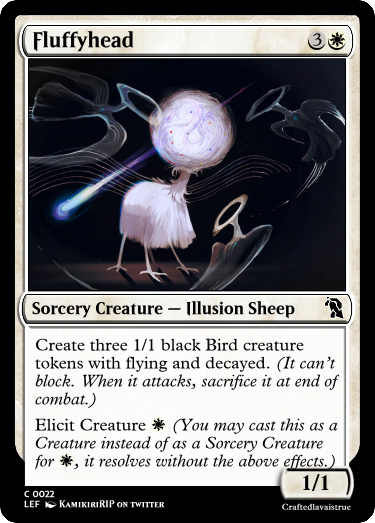 Fluffyhead 3
Sorcery Creature — Illusion Sheep
Create three 1/1 black Bird creature
tokens with flying and decayed. (It can't
block. When it attacks, sacrifice it at end of
combat.)
Elicit Creature (You may cast this as a
Creature instead of as a Sorcery Creature
for , it resolves without the above effects.)
1/1
C 0022
LEF KamikiriRIP on twitter
Craftedlavaistrue